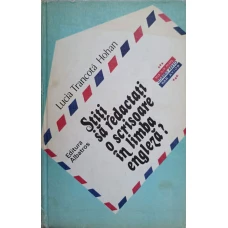 Lucia Trancotă Hohan
Știți
să redactați
o scrisoare
în limba
engleză?
Editura
Albatros